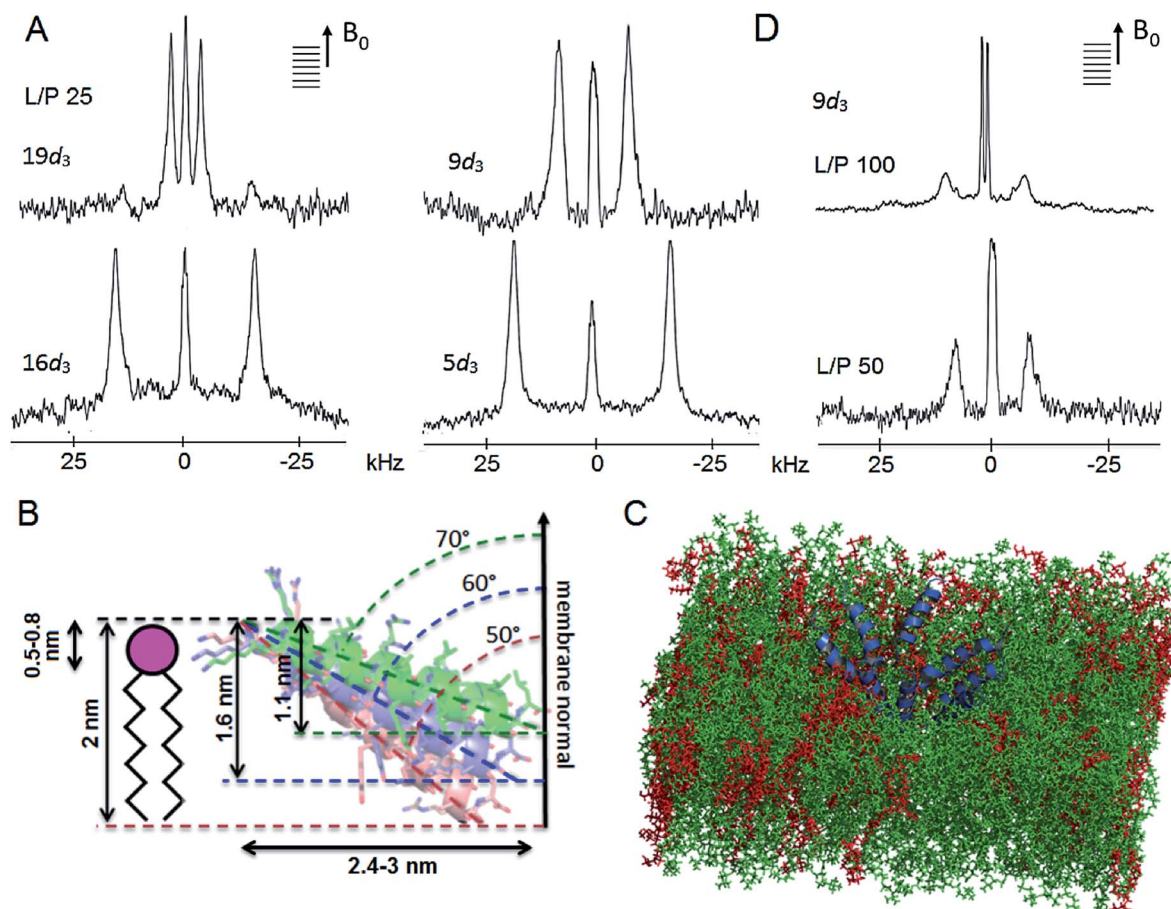 A
L/P 25
19d₃
B₀
16d₃
25
0
-25
kHz
9d₃
5d₃
25
0
-25
D
B₀
9d₃
L/P 100
L/P 50
kHz
25
0
-25
B
0.5-0.8
nm
2 nm
1.6 nm
1.1 nm
70°
60°
50°
membrane normal
2.4-3 nm
C